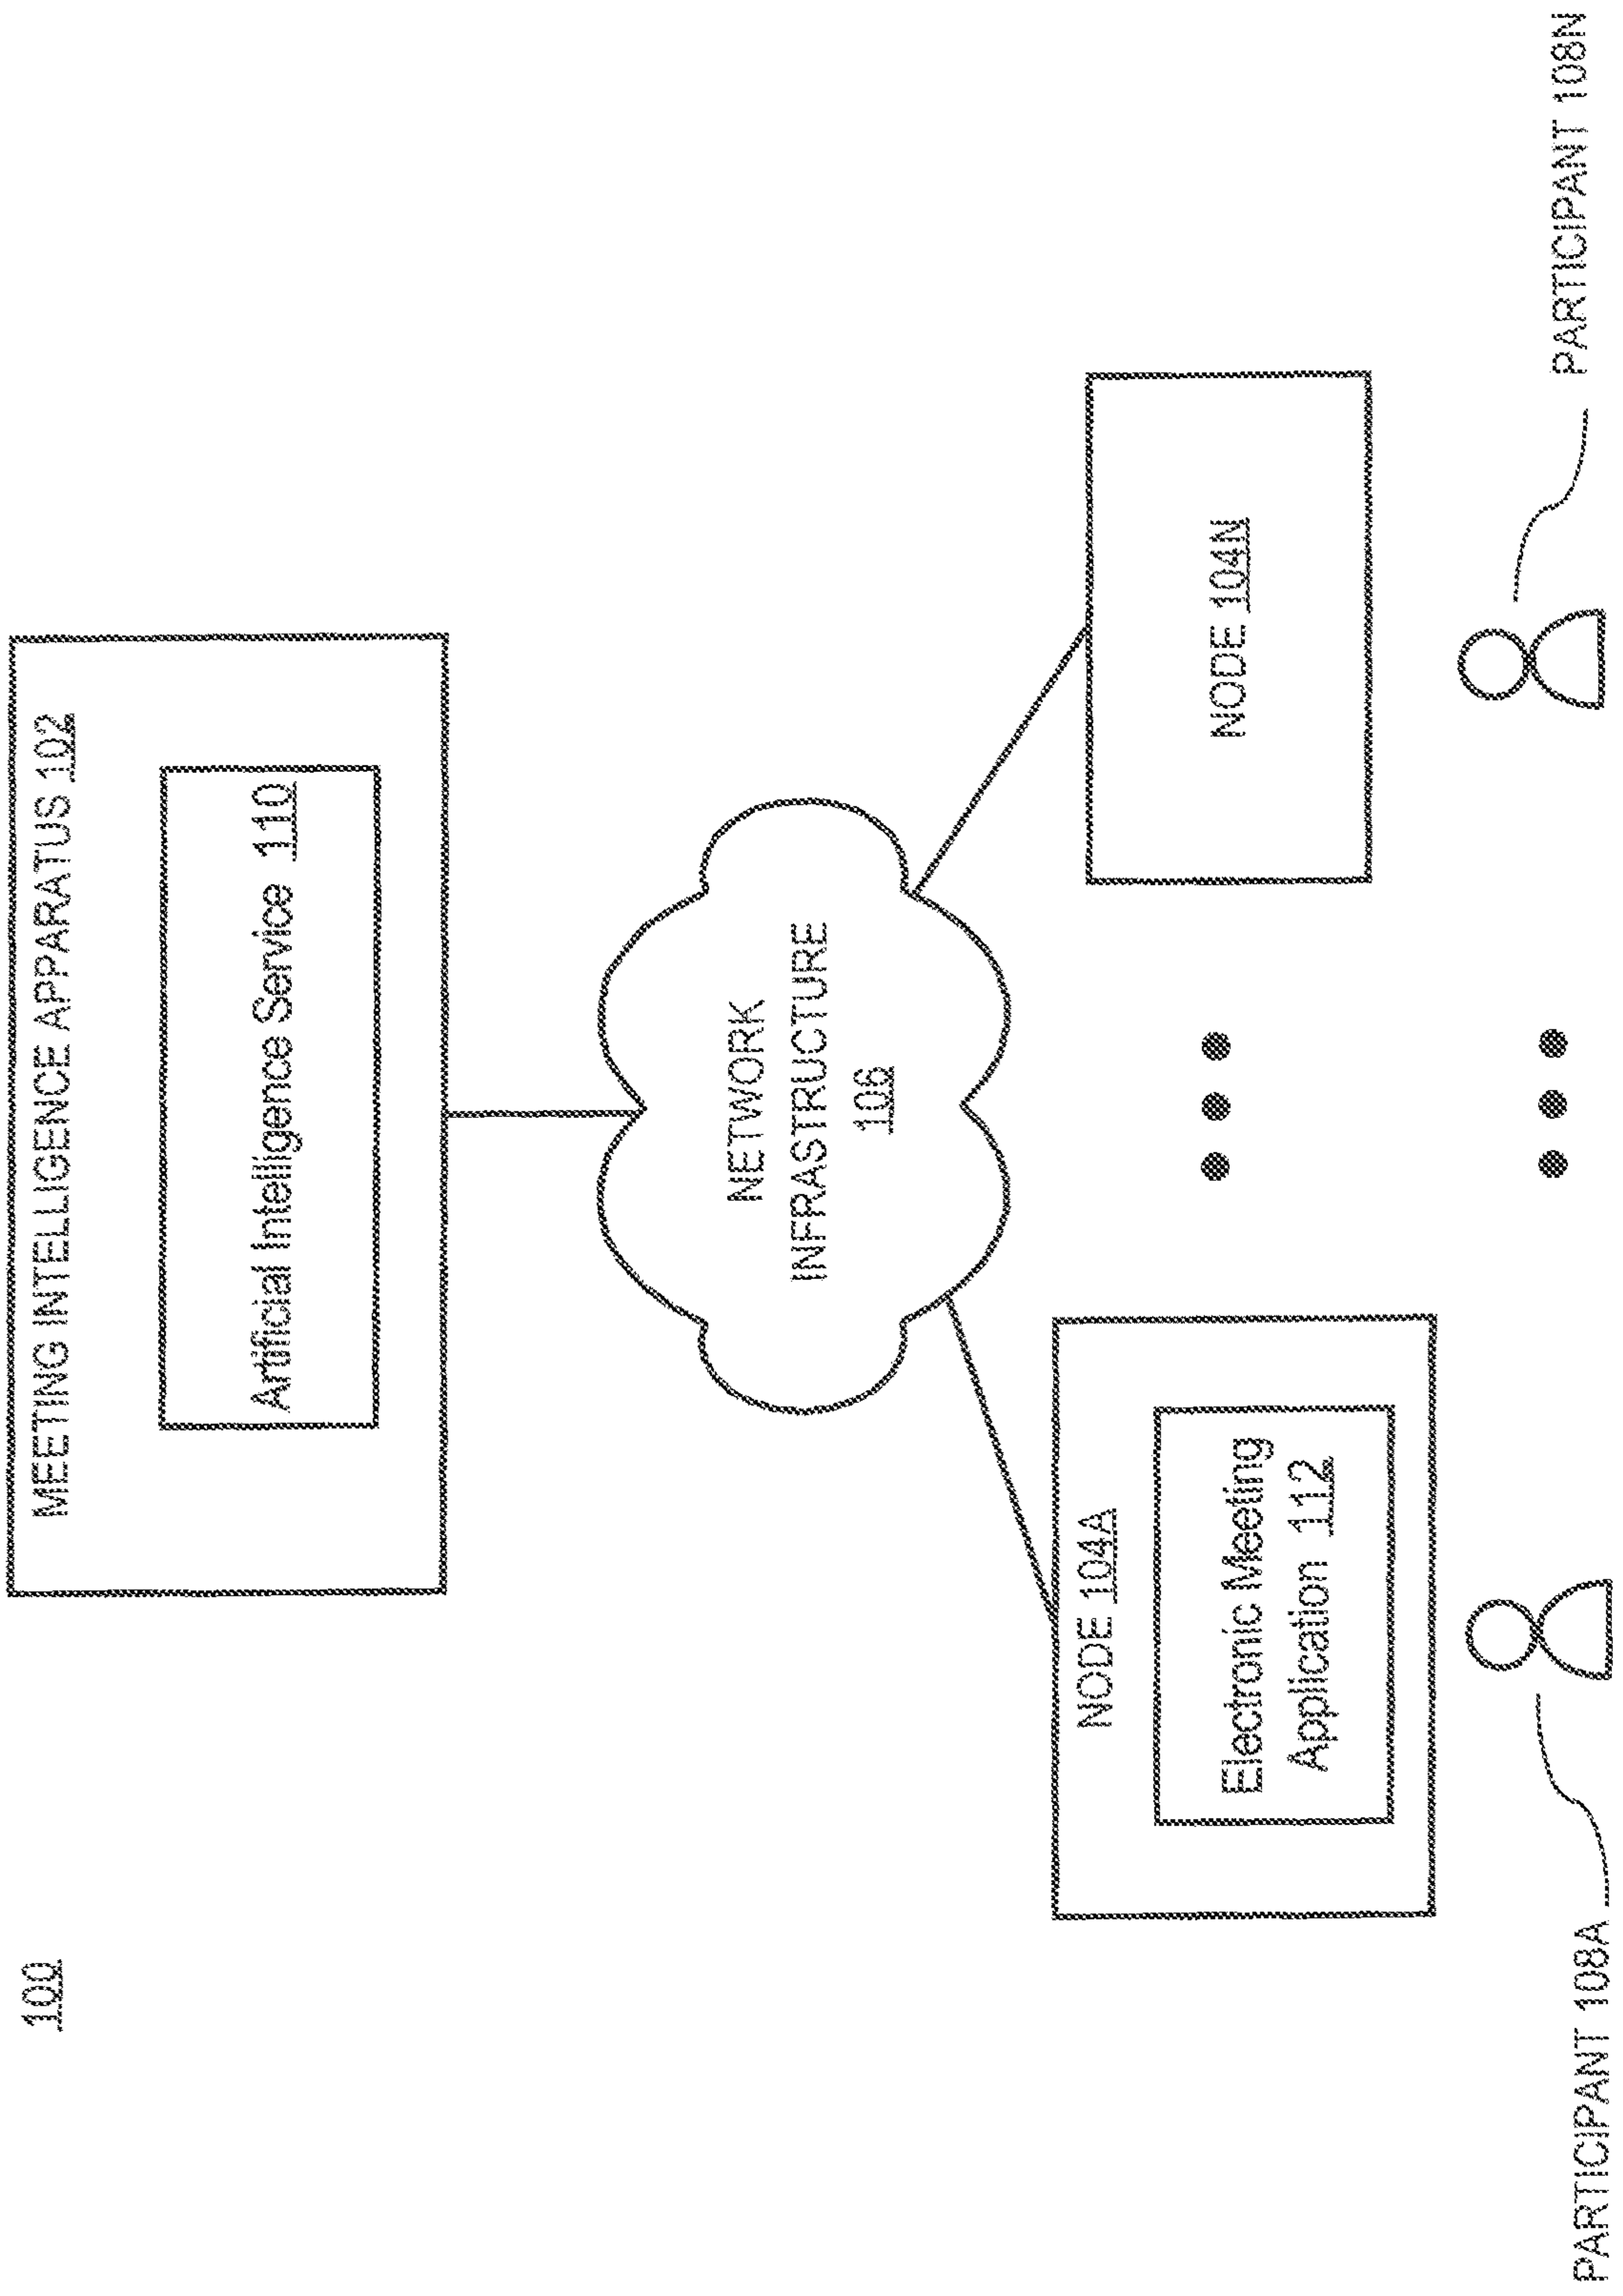 100
MEETING INTELLIGENCE APPARATUS 102
Artificial Intelligence Service 110
NETWORK
INFRASTRUCTURE
106
NODE 104A
Electronic Meeting
Application 112
NODE 104N
PARTICIPANT 108A
PARTICIPANT 108N